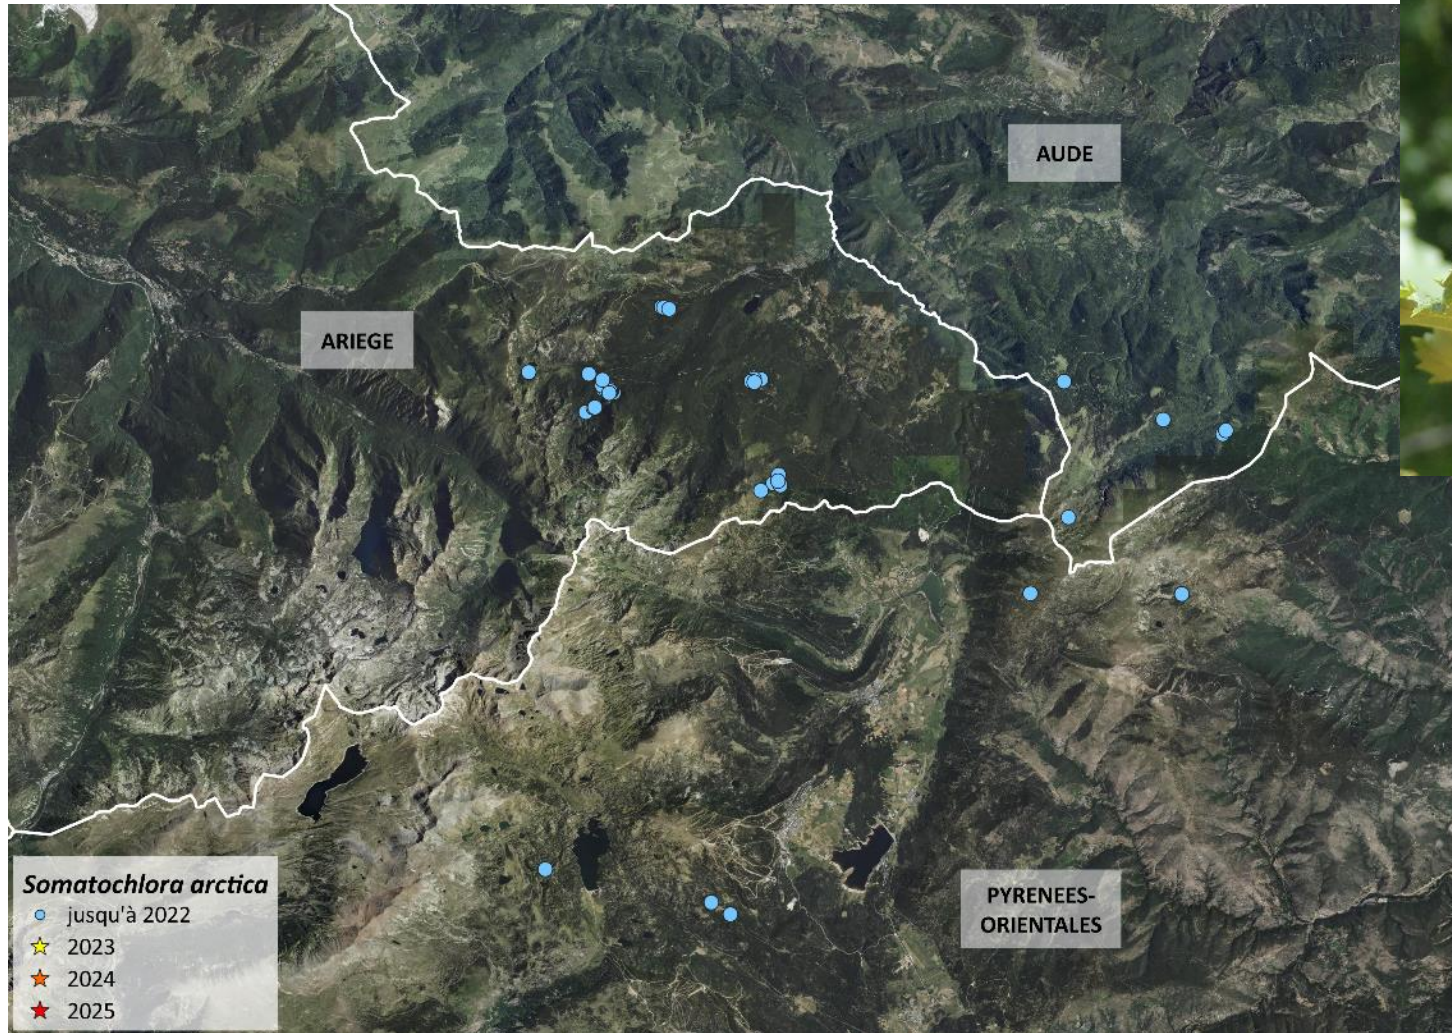 AUDE
ARIEGE
Somatochlora arctica
jusqu'à 2022
2023
2024
2025
PYRENEES-
ORIENTALES